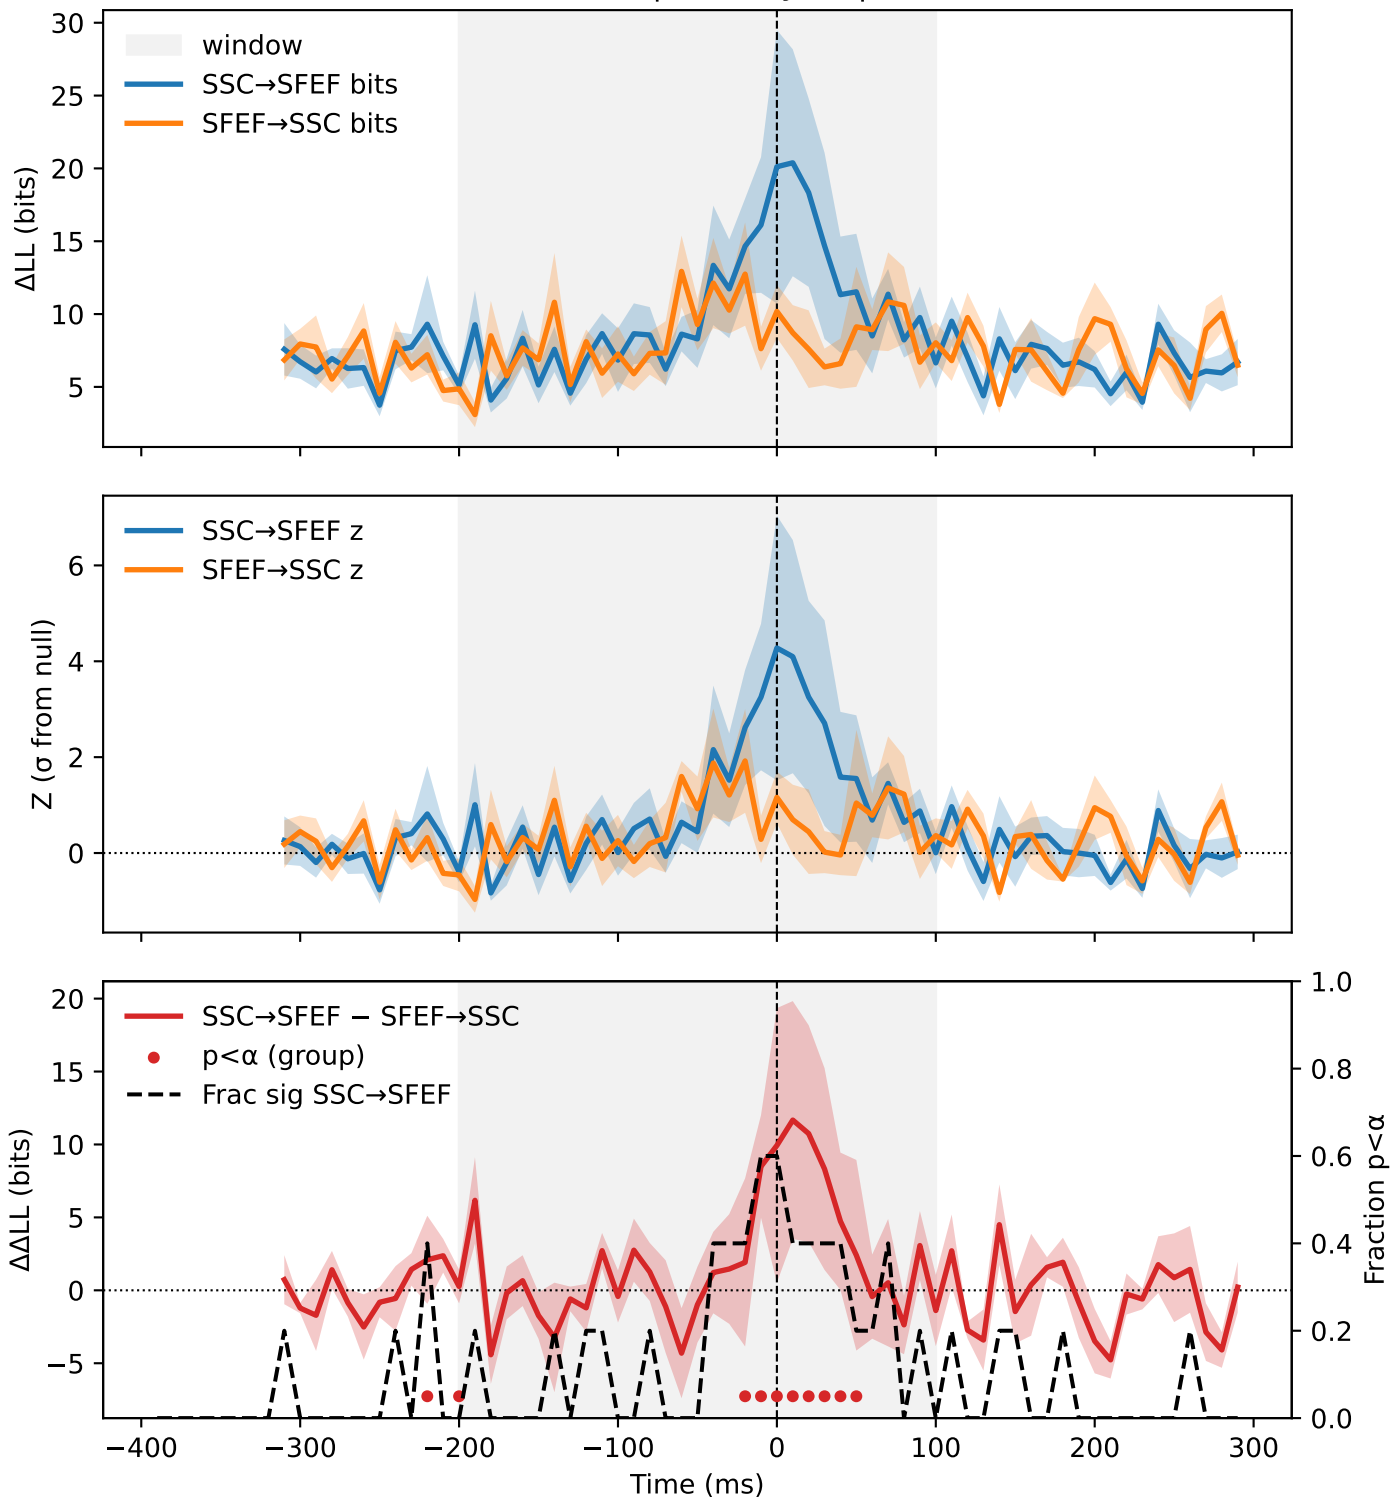 30
25
20
15
10
5
ΔLL (bits)
window
SSC→SFEF bits
SFEF→SSC bits
6
4
2
0
Z (σ from null)
SSC→SFEF z
SFEF→SSC z
20
15
10
5
0
−5
ΔΔLL (bits)
SSC→SFEF − SFEF→SSC
p<α (group)
Frac sig SSC→SFEF
1.0
0.8
0.6
0.4
0.2
0.0
Fraction p<α
−400 −300 −200 −100 0 100 200 300
Time (ms)